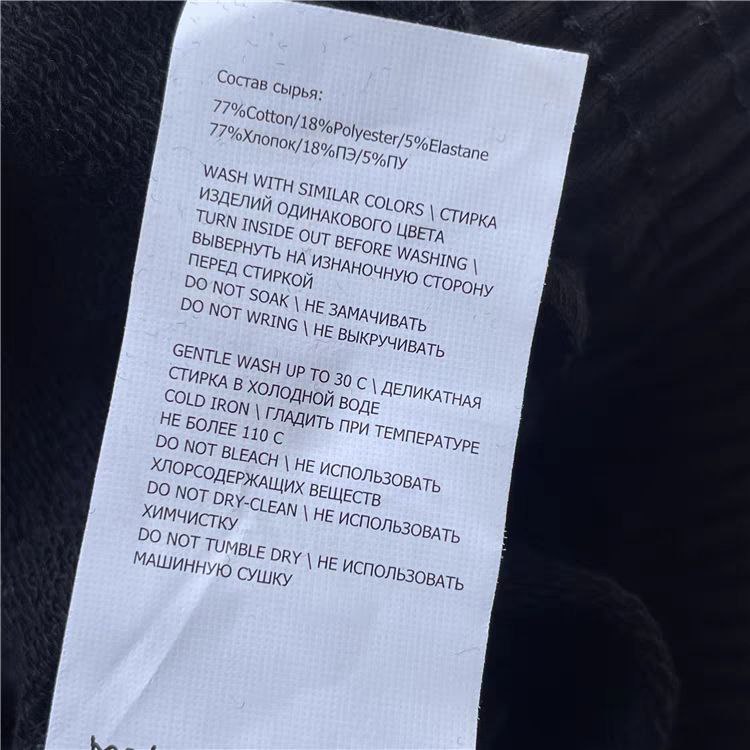 Состав сырья:
77%Cotton/18%Polyester/5%Elastane
77%Хлопок/18%ПЭ/5%ПУ
WASH WITH SIMILAR COLORS \ СТИРКА
ИЗДЕЛИЙ ОДИНАКОВОГО ЦВЕТА
TURN INSIDE OUT BEFORE WASHING \
ВЫВЕРНУТЬ НА ИЗНАНОЧНУЮ СТОРОНУ
ПЕРЕД СТИРКОЙ
DO NOT SOAK \ НЕ ЗАМАЧИВАТЬ
DO NOT WRING \ НЕ ВЫКРУЧИВАТЬ
GENTLE WASH UP TO 30 C \ ДЕЛИКАТНАЯ
СТИРКА В ХОЛОДНОЙ ВОДЕ
COLD IRON \ ГЛАДИТЬ ПРИ ТЕМПЕРАТУРЕ
НЕ БОЛЕЕ 110 С
DO NOT BLEACH \ НЕ ИСПОЛЬЗОВАТЬ
ХЛОРСОДЕРЖАЩИХ ВЕЩЕСТВ
DO NOT DRY-CLEAN \ НЕ ИСПОЛЬЗОВАТЬ
ХИМЧИСТКУ
DO NOT TUMBLE DRY \ НЕ ИСПОЛЬЗОВАТЬ
МАШИННУЮ СУШКУ